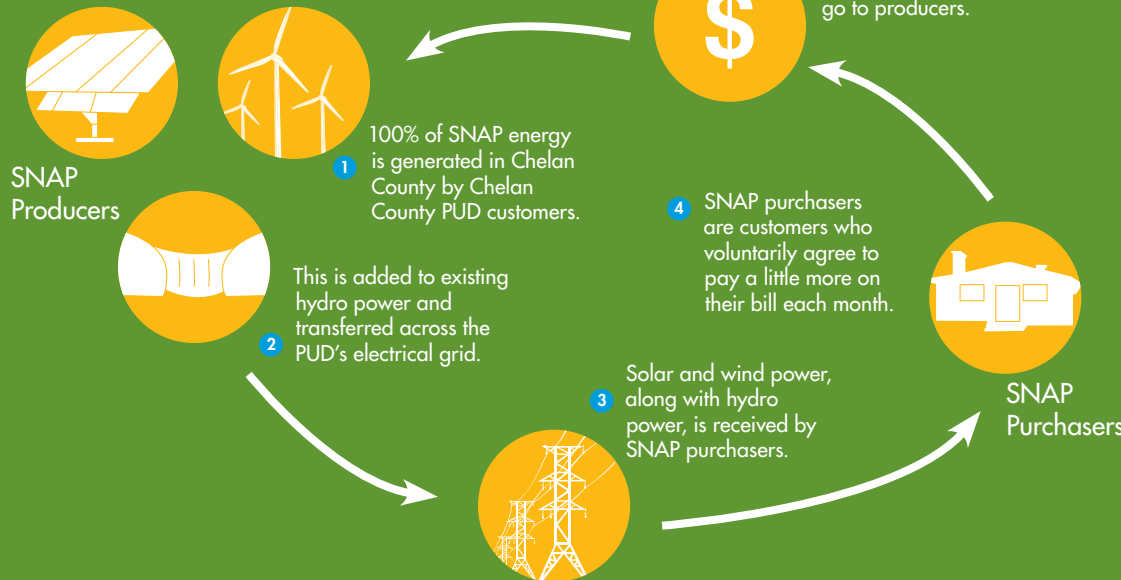 go to producers.
$
SNAP
Producers
1
100% of SNAP energy
is generated in Chelan
County by Chelan
County PUD customers.
2
This is added to existing
hydro power and
transferred across the
PUD's electrical grid.
3
Solar and wind power,
along with hydro
power, is received by
SNAP purchasers.
4
SNAP purchasers
are customers who
voluntarily agree to
pay a little more on
their bill each month.
SNAP
Purchasers